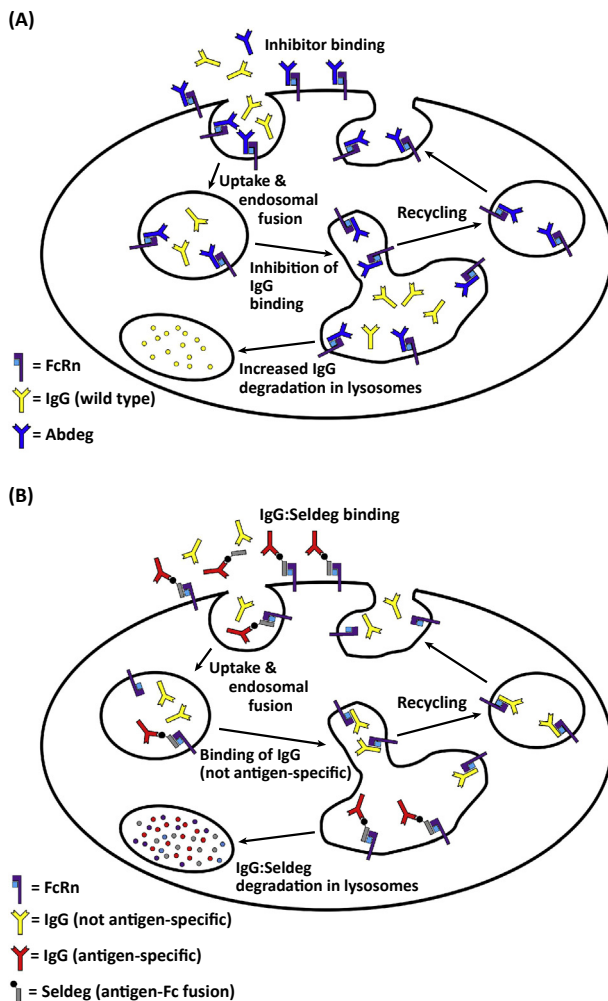 (A)
Inhibitor binding
Uptake &
endosomal
fusion
Recycling
Inhibition of
IgG
binding
Increased IgG
degradation in lysosomes
= FcRn
= IgG (wild type)
= Abdeg
(B)
IgG:Seldeg binding
Uptake &
endosomal
fusion
Recycling
Binding of IgG
(not antigen-specific)
IgG:Seldeg
degradation in lysosomes
= FcRn
= IgG (not antigen-specific)
= IgG (antigen-specific)
= Seldeg (antigen-Fc fusion)